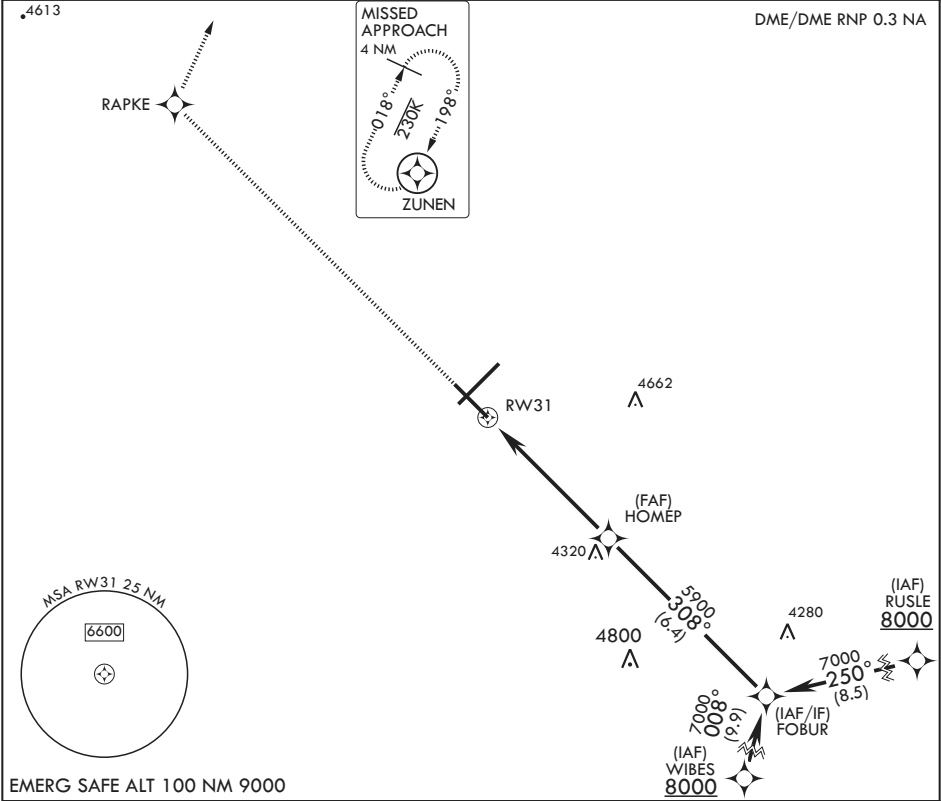 4613
MISSED
APPROACH
4 NM
018°
230K
198°
ZUNEN
DME/DME RNP 0.3 NA
RAPKE
4662
RW31
(FAF)
HOMEP
4320
5900
308°
(6.4)
4280
4800
(IAF)
RUSLE
8000
7000
250°
(8.5)
(IAF/IF)
FOBUR
7000
008°
(9.9)
(IAF)
WIBES
8000
MSA RW31 25 NM
6600
EMERG SAFE ALT 100 NM 9000